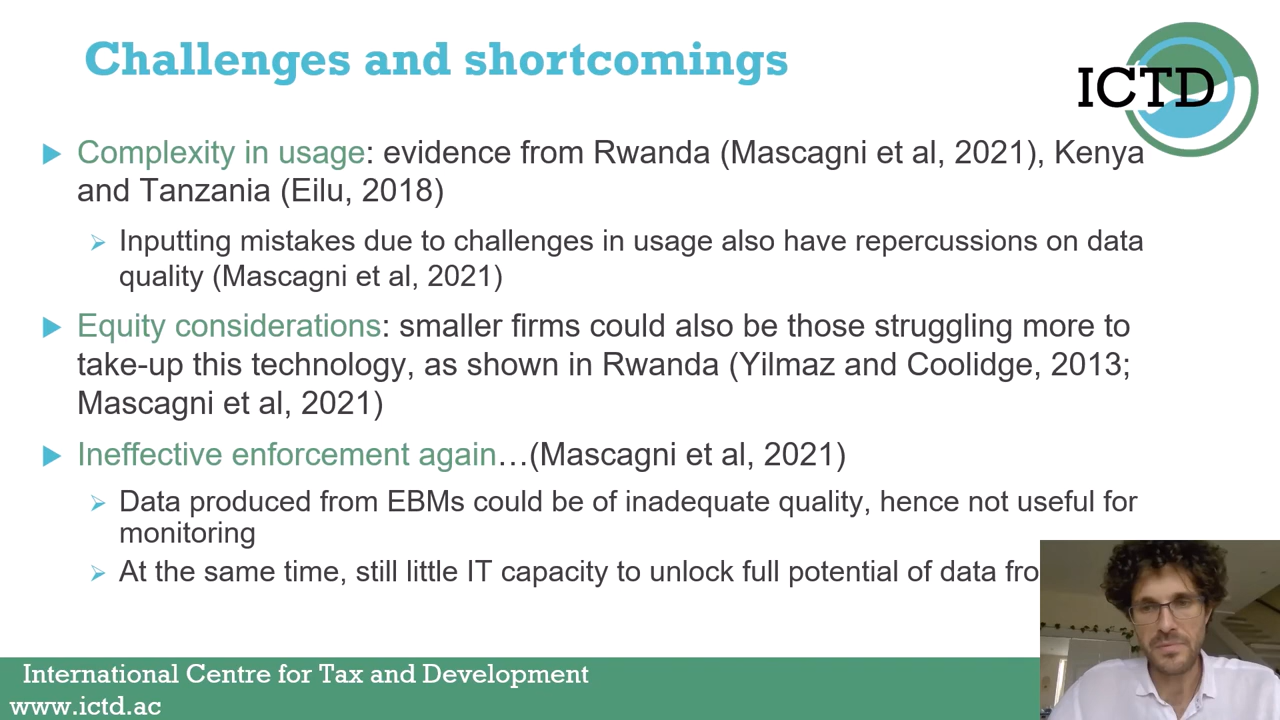 Challenges and shortcomings
ICTD
Complexity in usage: evidence from Rwanda (Mascagni et al, 2021), Kenya
and Tanzania (Eilu, 2018)
Inputting mistakes due to challenges in usage also have repercussions on data
quality (Mascagni et al, 2021)
Equity considerations: smaller firms could also be those struggling more to
take-up this technology, as shown in Rwanda (Yilmaz and Coolidge, 2013;
Mascagni et al, 2021)
Ineffective enforcement again…(Mascagni et al, 2021)
Data produced from EBMs could be of inadequate quality, hence not useful for
monitoring
At the same time, still little IT capacity to unlock full potential of data
International Centre for Tax and Development
www.ictd.ac